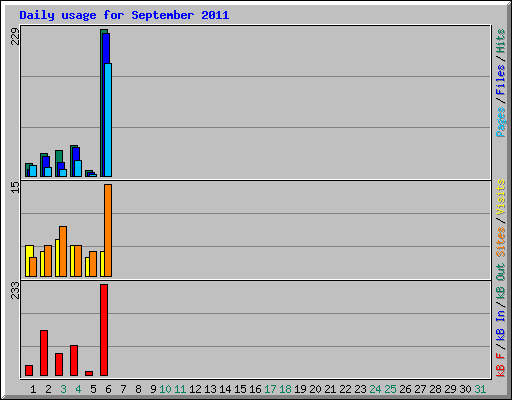 Daily usage for September 2011
229
Pages / Files / Hits
15
Sites / Visits
233
kB F / kB In / kB Out
1 2 3 4 5 6 7 8 9 10 11 12 13 14 15 16 17 18 19 20 21 22 23 24 25 26 27 28 29 30 31